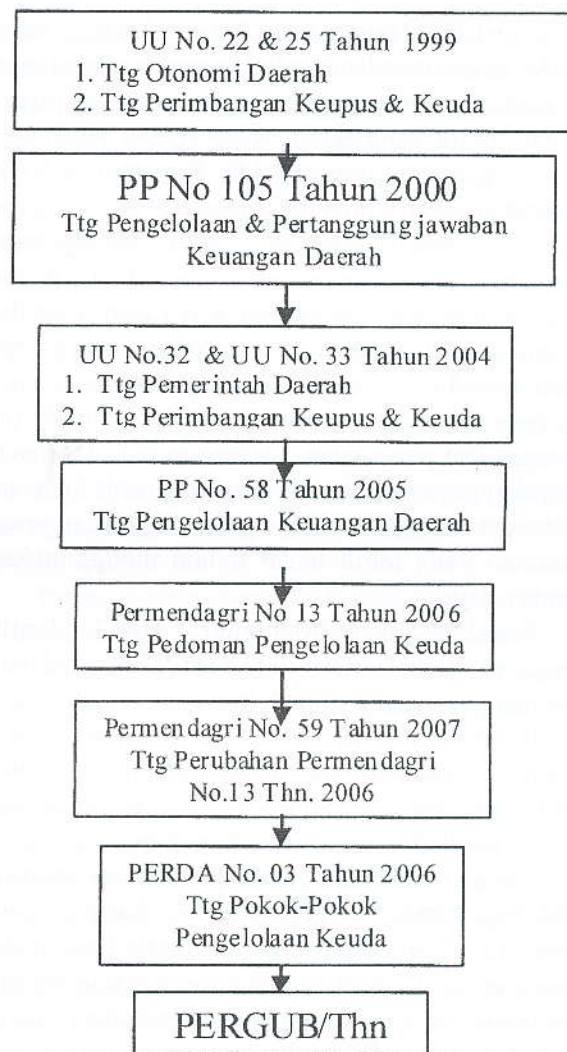 UU No. 22 & 25 Tahun 1999
1. Ttg Otonomi Daerah
2. Ttg Perimbangan Keupus & Keuda
PP No 105 Tahun 2000
Ttg Pengelolaan & Pertanggung jawaban
Keuangan Daerah
UU No.32 & UU No. 33 Tahun 2004
1. Ttg Pemerintah Daerah
2. Ttg Perimbangan Keupus & Keuda
PP No. 58 Tahun 2005
Ttg Pengelolaan Keuangan Daerah
Permendagri No 13 Tahun 2006
Ttg Pedoman Pengelolaan Keuda
Permendagri No. 59 Tahun 2007
Ttg Perubahan Permendagri
No.13 Thn. 2006
PERDA No. 03 Tahun 2006
Ttg Pokok-Pokok
Pengelolaan Keuda
PERGUB/Thn